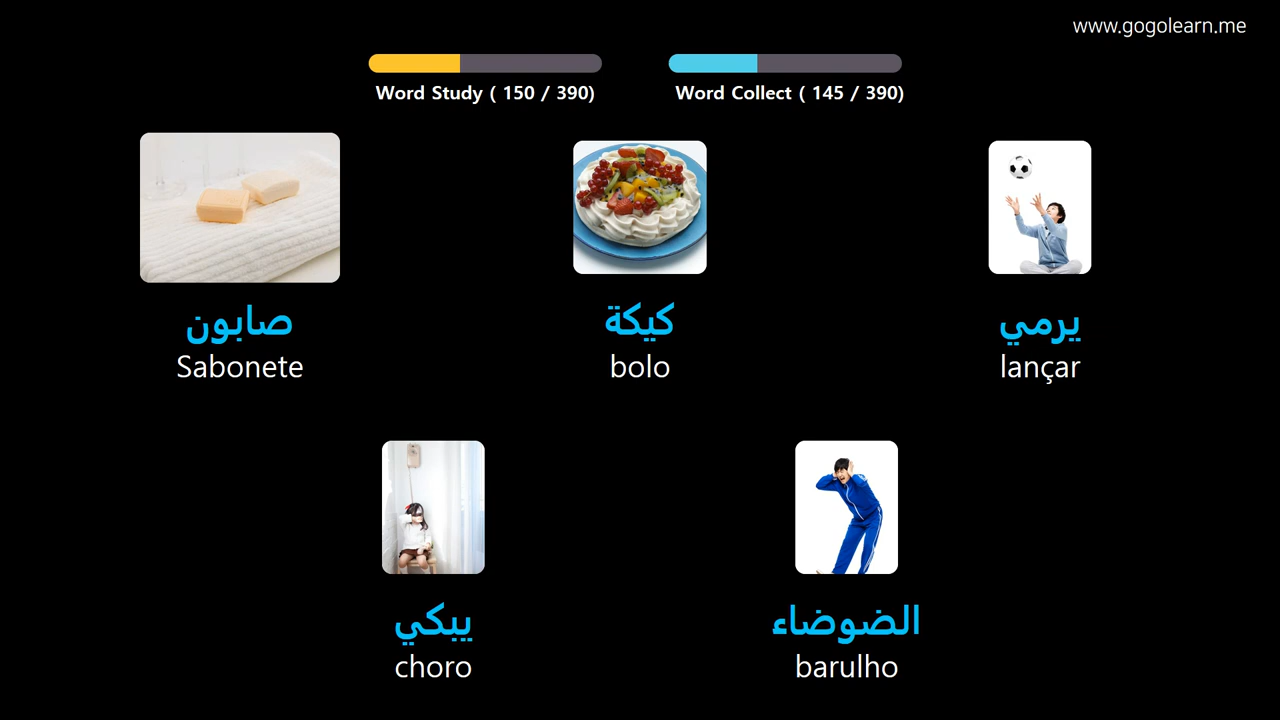 www.gogolearn.me
Word Study ( 150 / 390)
Word Collect ( 145 / 390)
صابون
Sabonete
كيكة
bolo
يرمي
lançar
يبكي
choro
الضوضاء
barulho